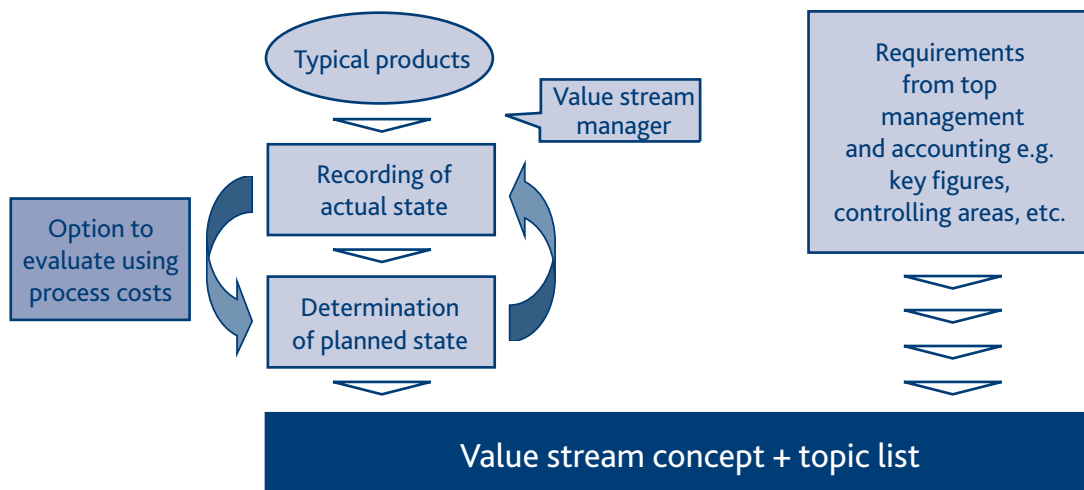 Typical products
Value stream
manager
Requirements
from top
management
and accounting e.g.
key figures,
controlling areas, etc.
Recording of
actual state
Option to
evaluate using
process costs
Determination
of planned state
Value stream concept + topic list